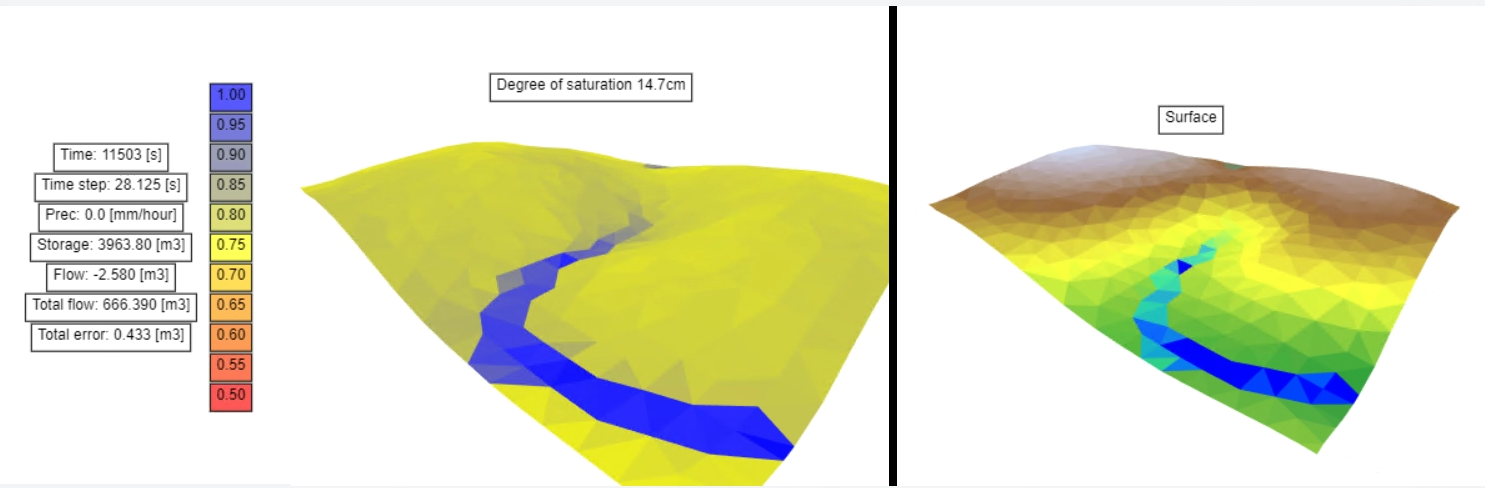 Time: 11503 [s]
Time step: 28.125 [s]
Prec: 0.0 [mm/hour]
Storage: 3963.80 [m3]
Flow: -2.580 [m3]
Total flow: 666.390 [m3]
Total error: 0.433 [m3]
1.00
0.95
0.90
0.85
0.80
0.75
0.70
0.65
0.60
0.55
0.50
Degree of saturation 14.7cm
Surface